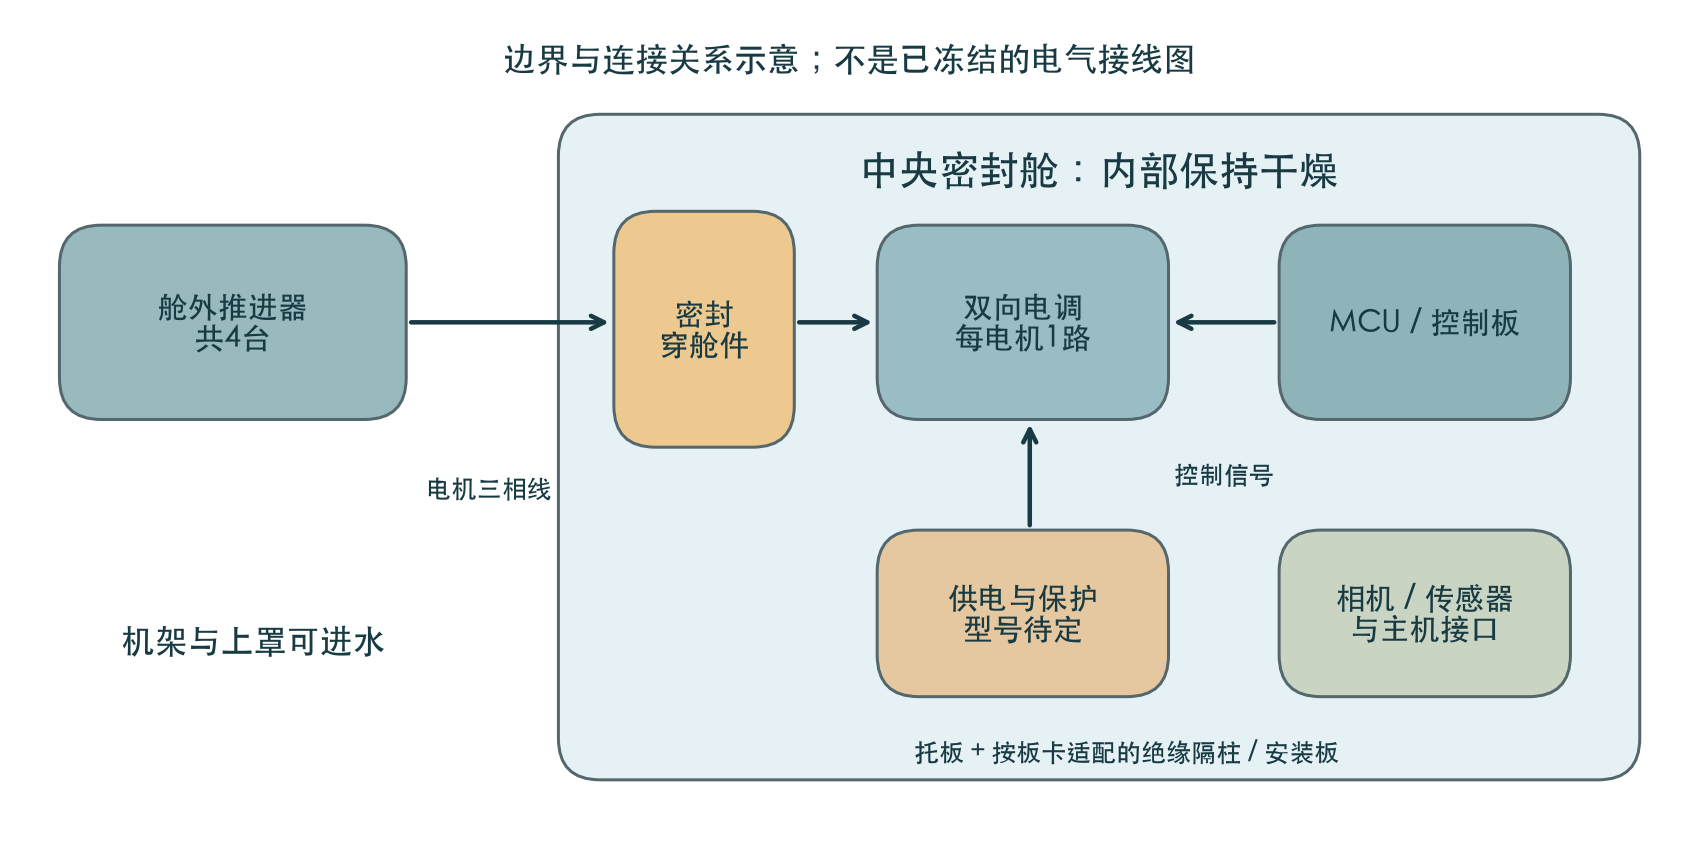 边界与连接关系示意；不是已冻结的电气接线图
中央密封舱：内部保持干燥
舱外推进器
共4台
密封
穿舱件
双向电调
每电机1路
MCU / 控制板
电机三相线
控制信号
供电与保护
型号待定
相机 / 传感器
与主机接口
机架与上罩可进水
托板 + 按板卡适配的绝缘隔柱 / 安装板